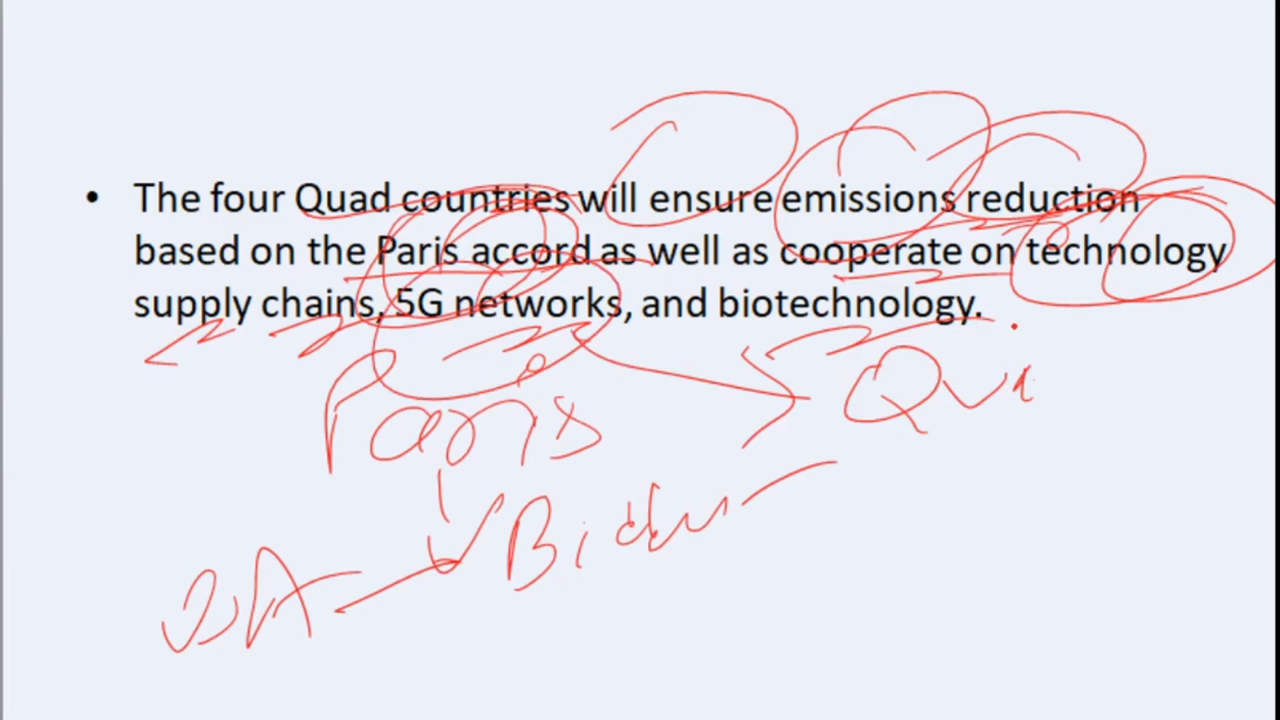 • The four Quad countries will ensure emissions reduction
based on the Paris accord as well as cooperate on technology
supply chains, 5G networks, and biotechnology.
Paris